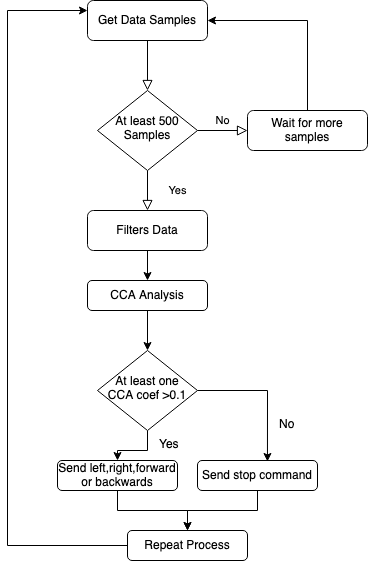 Get Data Samples
At least 500
Samples
No
Wait for more
samples
Yes
Filters Data
CCA Analysis
At least one
CCA coef >0.1
No
Yes
Send left,right,forward
or backwards
Send stop command
Repeat Process